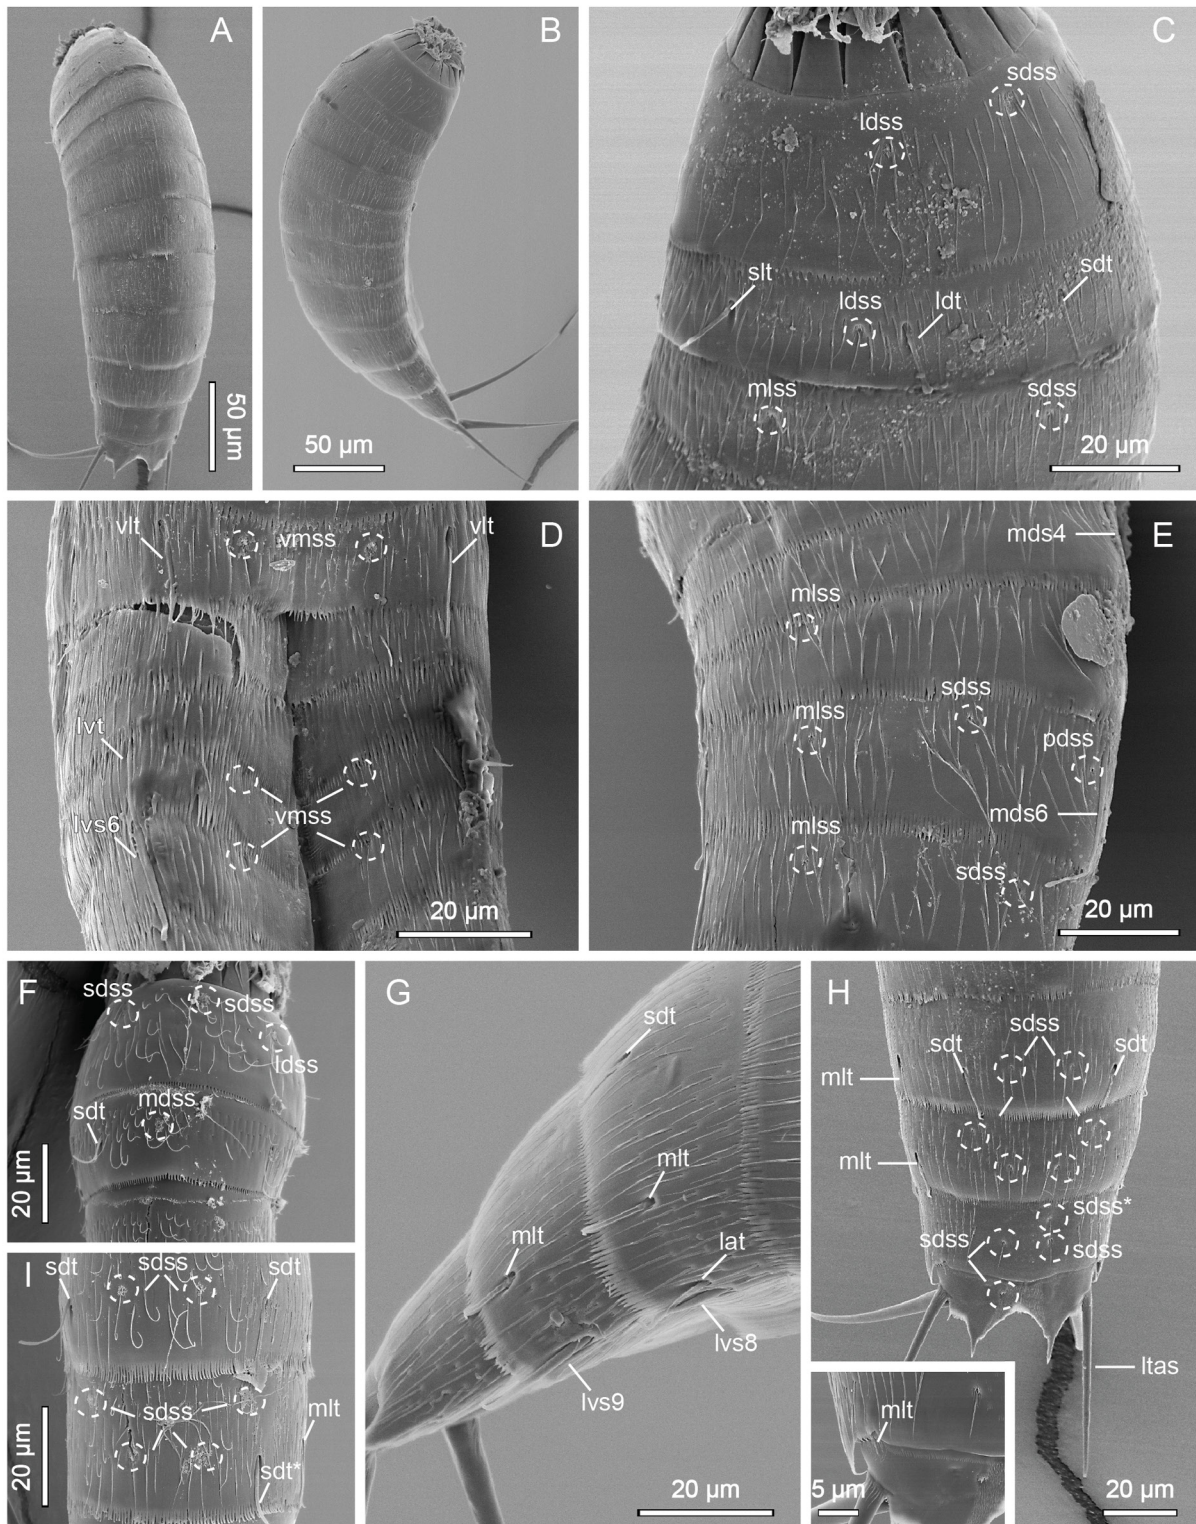 A
50 µm
B
50 µm
C
sdss
ldss
slt
ldss
ldt
sdt
mlss
sdss
20 µm
D
vlt
vmss
vlt
lvt
lvs6
vmss
20 µm
E
mds4
mlss
sdss
mlss
pdss
mds6
mlss
sdss
20 µm
F
sdss
sdss
ldss
mdss
sdt
20 µm
G
sdt
mlt
mlt
lat
lvs8
lvs9
20 µm
H
sdss
sdt
sdt
mlt
mlt
sdss*
sdss
sdss
ltas
mlt
5 µm
20 µm
I
sdt
sdss
sdt
sdss
mlt
sdt*
20 µm